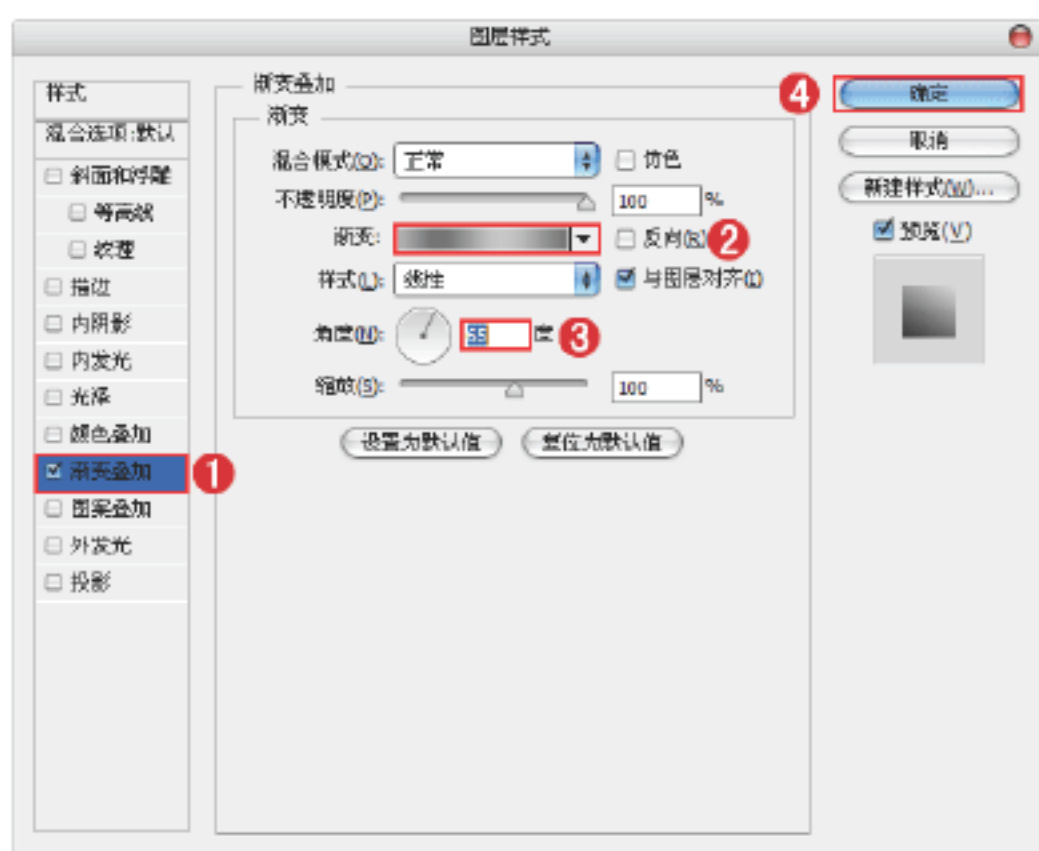 图层样式
样式
混合选项:默认
斜面和浮雕
等高线
纹理
描边
内阴影
内发光
光泽
颜色叠加
渐变叠加
1
图案叠加
外发光
投影
渐变叠加
渐变
混合模式(O): 正常 仿色
不透明度(P): 100 %
渐变: 反向(R) 2
样式(L): 线性 与图层对齐(I)
角度(N): 55 度 3
缩放(S): 100 %
设置为默认值 复位为默认值
4 确定
取消
新建样式(W)...
预览(V)